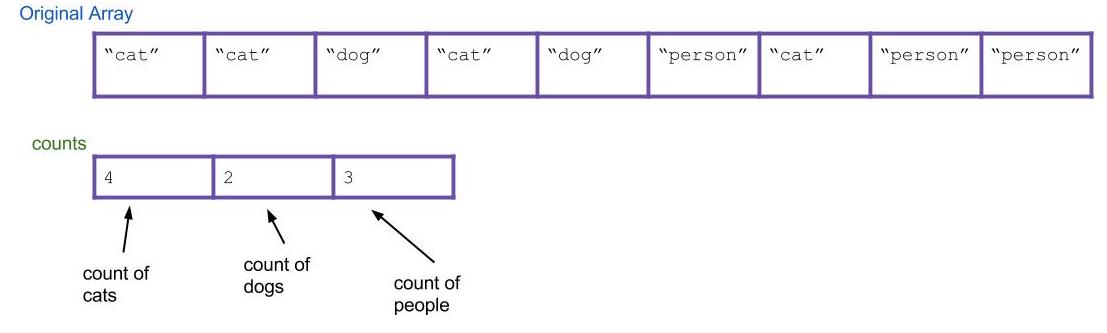 Original Array
“cat” “cat” “dog” “cat” “dog” “person” “cat” “person” “person”
counts
4 2 3
count of
cats
count of
dogs
count of
people